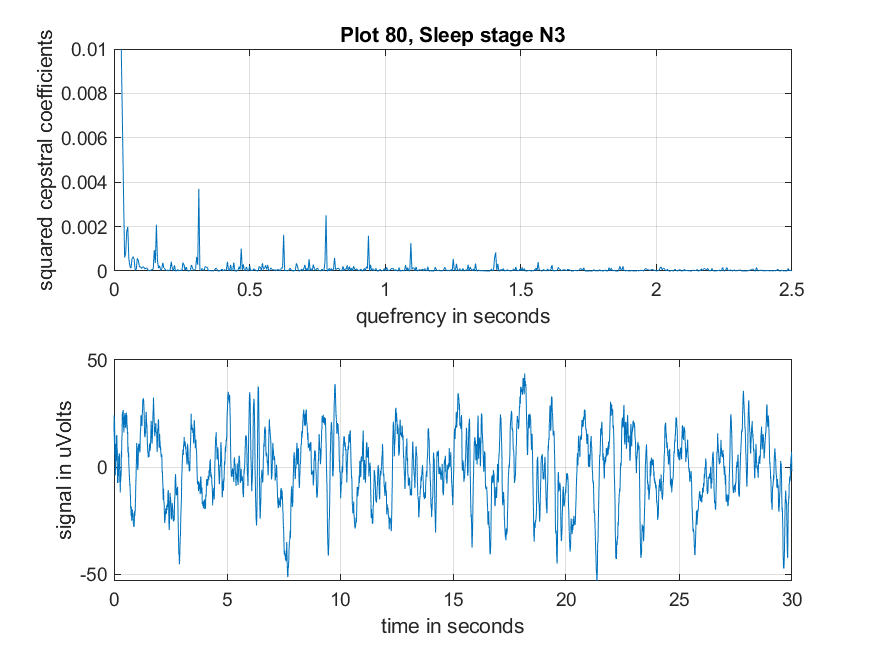 Plot 80, Sleep stage N3
squared cepstral coefficients
0.01
0.008
0.006
0.004
0.002
0
0 0.5 1 1.5 2 2.5
quefrency in seconds
signal in uVolts
50
0
-50
0 5 10 15 20 25 30
time in seconds